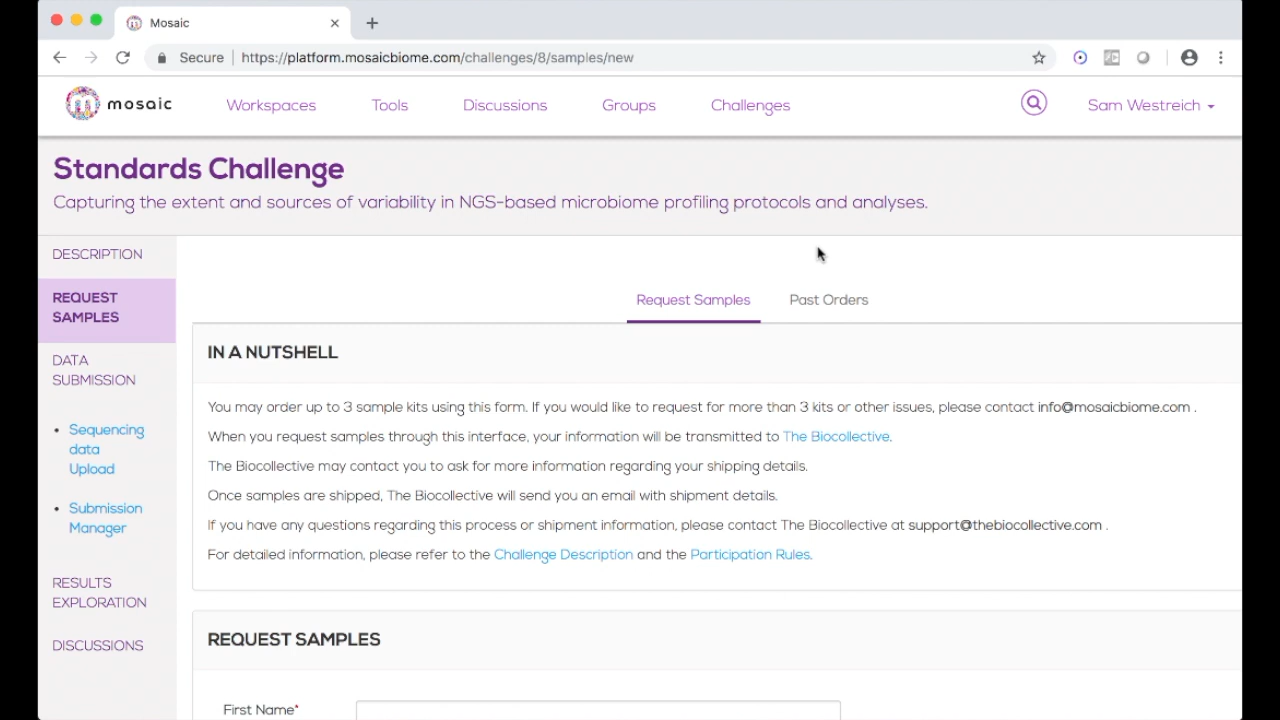 Mosaic
Secure
https://platform.mosaicbiome.com/challenges/8/samples/new
mosaic
Workspaces
Tools
Discussions
Groups
Challenges
Sam Westreich
Standards Challenge
Capturing the extent and sources of variability in NGS-based microbiome profiling protocols and analyses.
DESCRIPTION
REQUEST
SAMPLES
DATA
SUBMISSION
Sequencing
data
Upload
Submission
Manager
RESULTS
EXPLORATION
DISCUSSIONS
Request Samples
Past Orders
IN A NUTSHELL
You may order up to 3 sample kits using this form. If you would like to request for more than 3 kits or other issues, please contact info@mosaicbiome.com .
When you request samples through this interface, your information will be transmitted to The Biocollective.
The Biocollective may contact you to ask for more information regarding your shipping details.
Once samples are shipped, The Biocollective will send you an email with shipment details.
If you have any questions regarding this process or shipment information, please contact The Biocollective at support@thebiocollective.com .
For detailed information, please refer to the Challenge Description and the Participation Rules.
REQUEST SAMPLES
First Name*